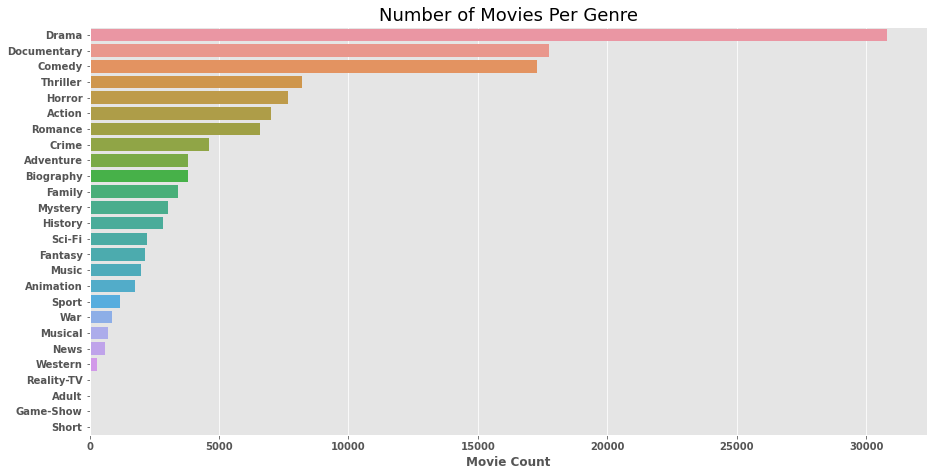 Number of Movies Per Genre
Drama
Documentary
Comedy
Thriller
Horror
Action
Romance
Crime
Adventure
Biography
Family
Mystery
History
Sci-Fi
Fantasy
Music
Animation
Sport
War
Musical
News
Western
Reality-TV
Adult
Game-Show
Short
0 5000 10000 15000 20000 25000 30000
Movie Count